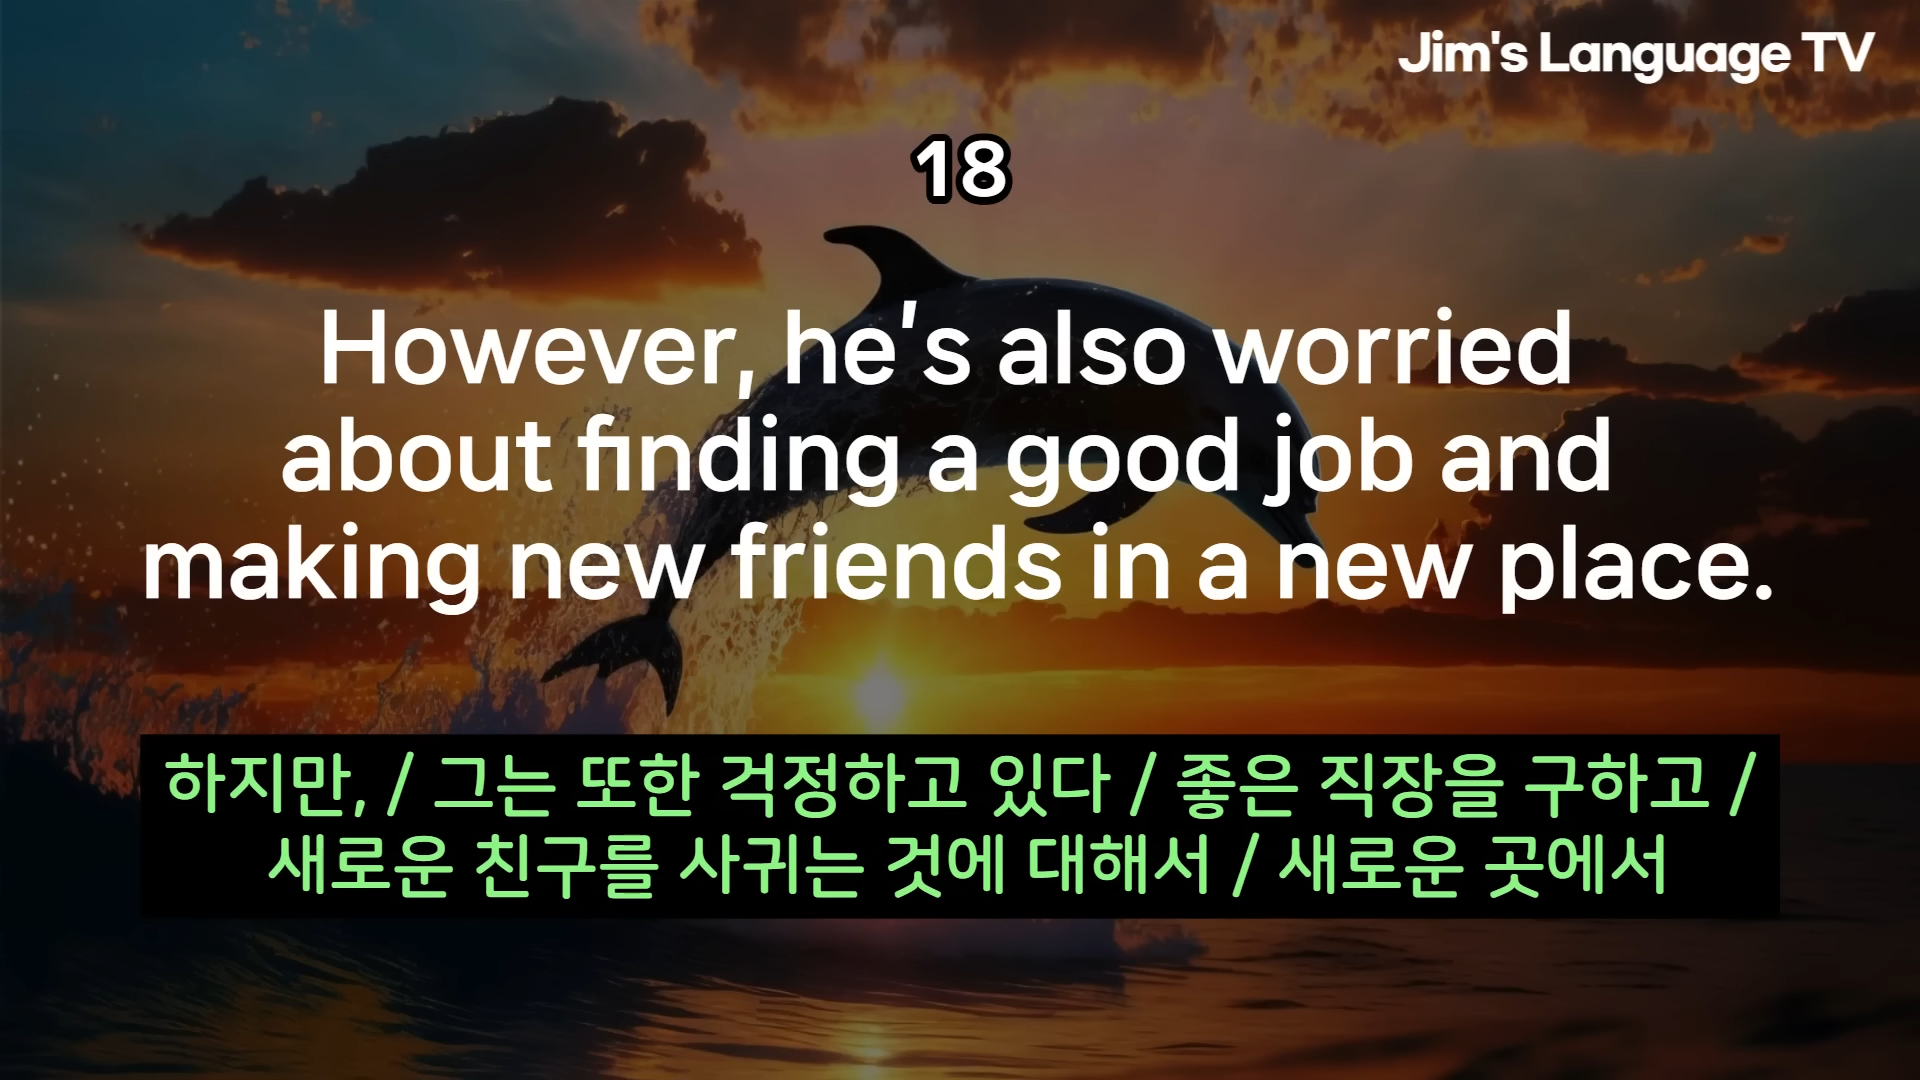 Jim's Language TV
18
However, he's also worried
about finding a good job and
making new friends in a new place.
하지만, / 그는 또한 걱정하고 있다 / 좋은 직장을 구하고 /
새로운 친구를 사귀는 것에 대해서 / 새로운 곳에서